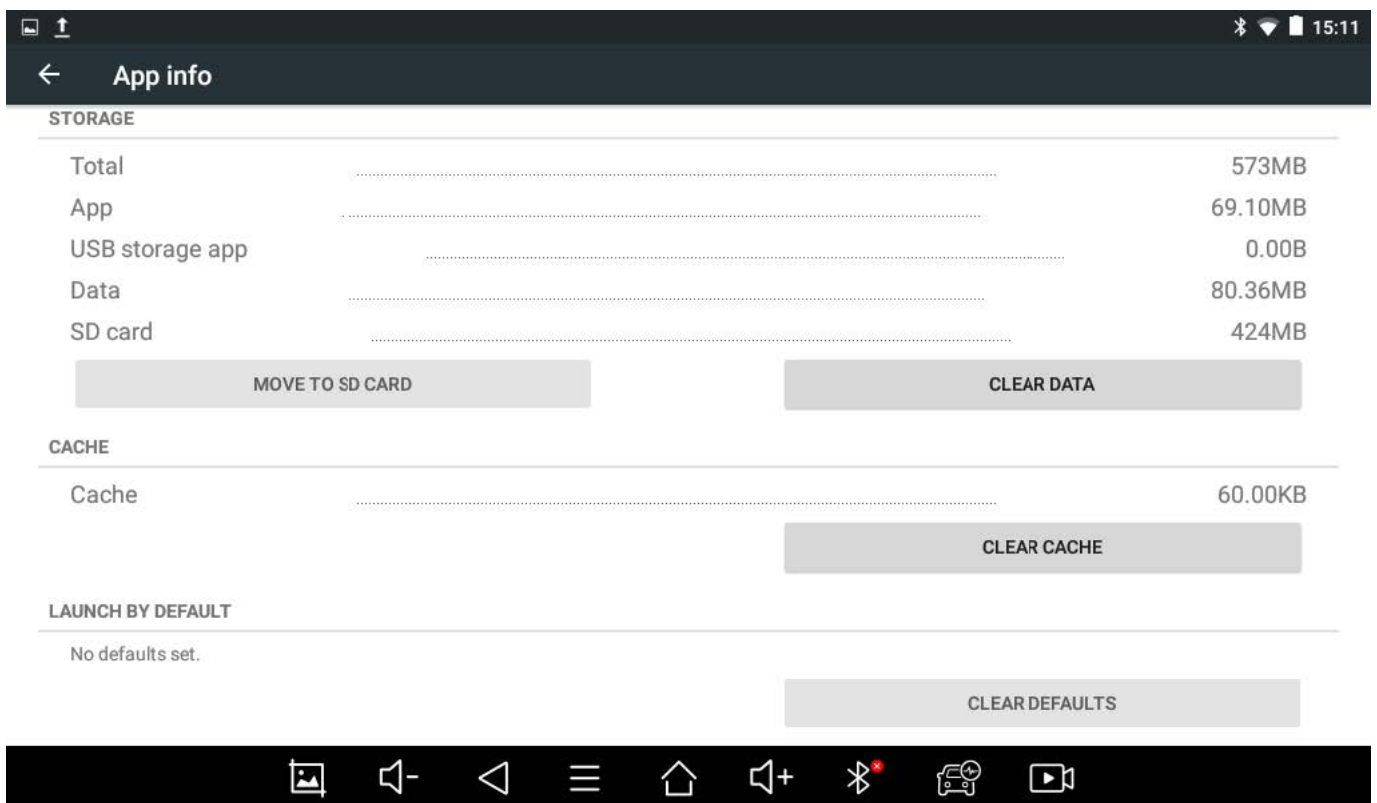 15:11
App info
STORAGE
Total 573MB
App 69.10MB
USB storage app 0.00B
Data 80.36MB
SD card 424MB
MOVE TO SD CARD CLEAR DATA
CACHE
Cache 60.00KB
CLEAR CACHE
LAUNCH BY DEFAULT
No defaults set.
CLEAR DEFAULTS